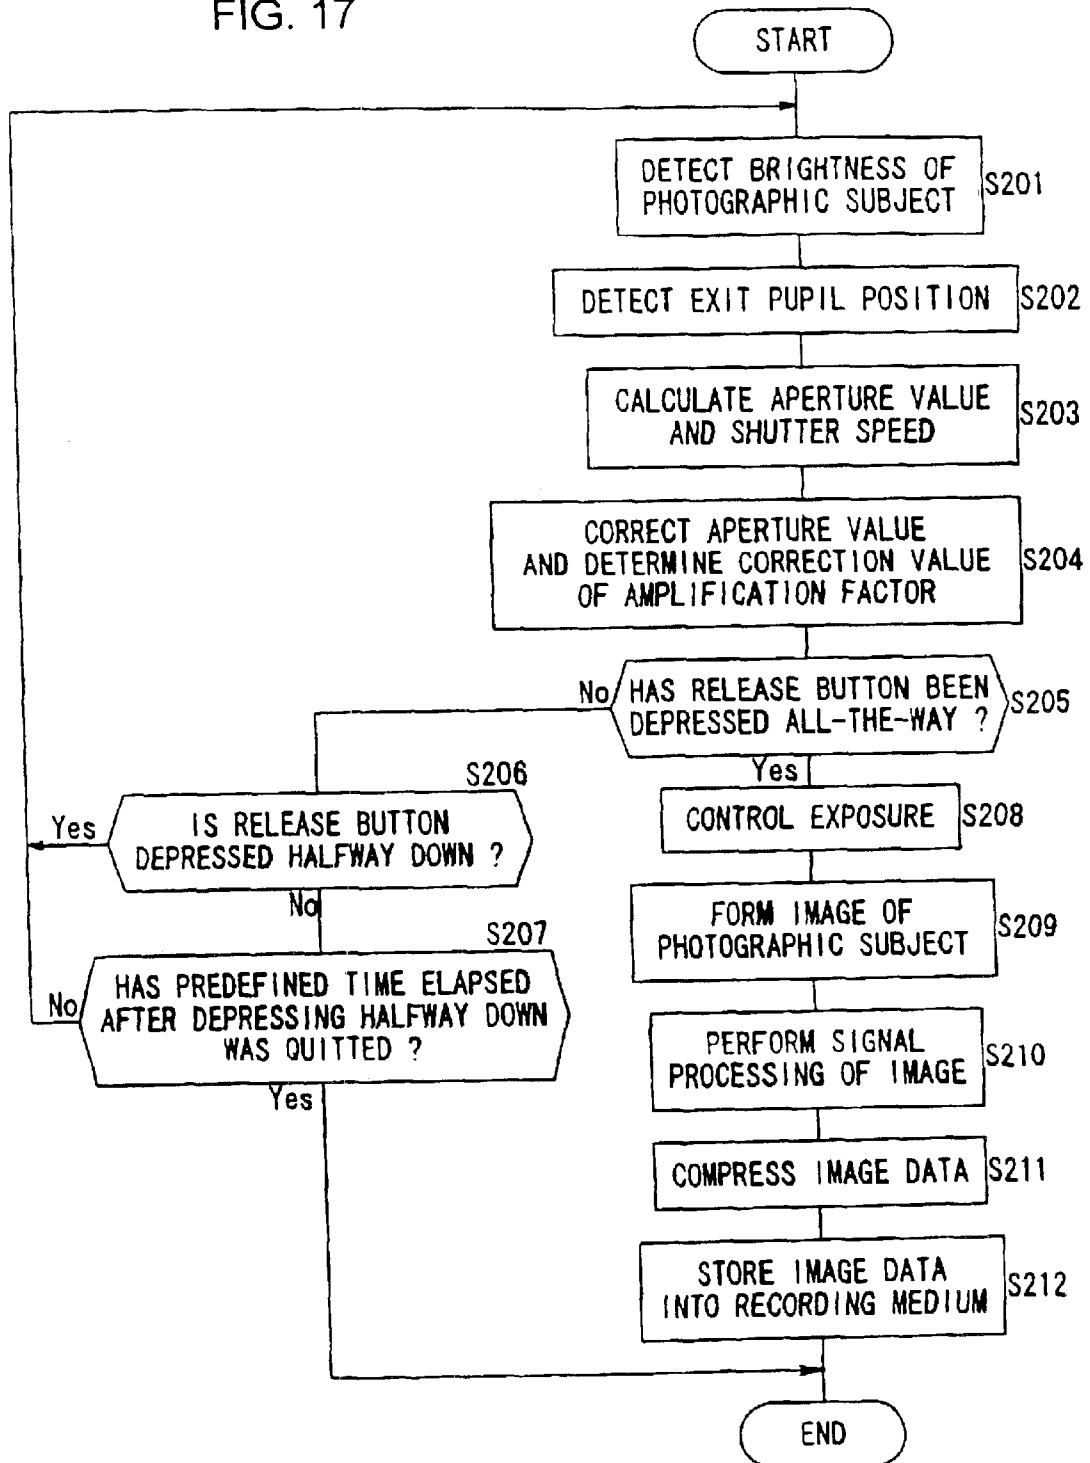 FIG. 17
START
DETECT BRIGHTNESS OF
PHOTOGRAPHIC SUBJECT
S201
DETECT EXIT PUPIL POSITION
S202
CALCULATE APERTURE VALUE
AND SHUTTER SPEED
S203
CORRECT APERTURE VALUE
AND DETERMINE CORRECTION VALUE
OF AMPLIFICATION FACTOR
S204
No
HAS RELEASE BUTTON BEEN
DEPRESSED ALL-THE-WAY ?
S205
Yes
S206
Yes
IS RELEASE BUTTON
DEPRESSED HALFWAY DOWN ?
No
S207
No
HAS PREDEFINED TIME ELAPSED
AFTER DEPRESSING HALFWAY DOWN
WAS QUITTED ?
Yes
CONTROL EXPOSURE
S208
FORM IMAGE OF
PHOTOGRAPHIC SUBJECT
S209
PERFORM SIGNAL
PROCESSING OF IMAGE
S210
COMPRESS IMAGE DATA
S211
STORE IMAGE DATA
INTO RECORDING MEDIUM
S212
END